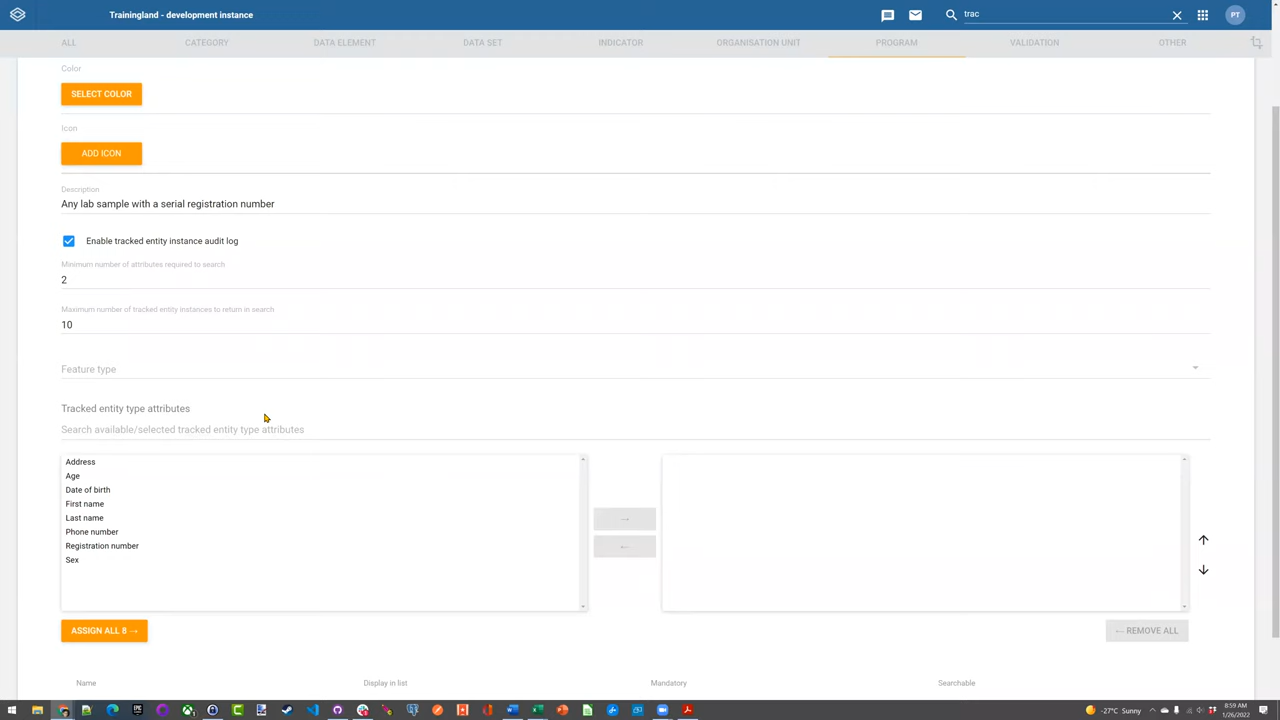 Trainingland - development instance
trac
PT
ALL
CATEGORY
DATA ELEMENT
DATA SET
INDICATOR
ORGANISATION UNIT
PROGRAM
VALIDATION
OTHER
Color
SELECT COLOR
Icon
ADD ICON
Description
Any lab sample with a serial registration number
Enable tracked entity instance audit log
Minimum number of attributes required to search
2
Maximum number of tracked entity instances to return in search
10
Feature type
Tracked entity type attributes
Search available/selected tracked entity type attributes
Address
Age
Date of birth
First name
Last name
Phone number
Registration number
Sex
ASSIGN ALL 8 →
← REMOVE ALL
Name
Display in list
Mandatory
Searchable
-27°C Sunny
8:59 AM
1/26/2022